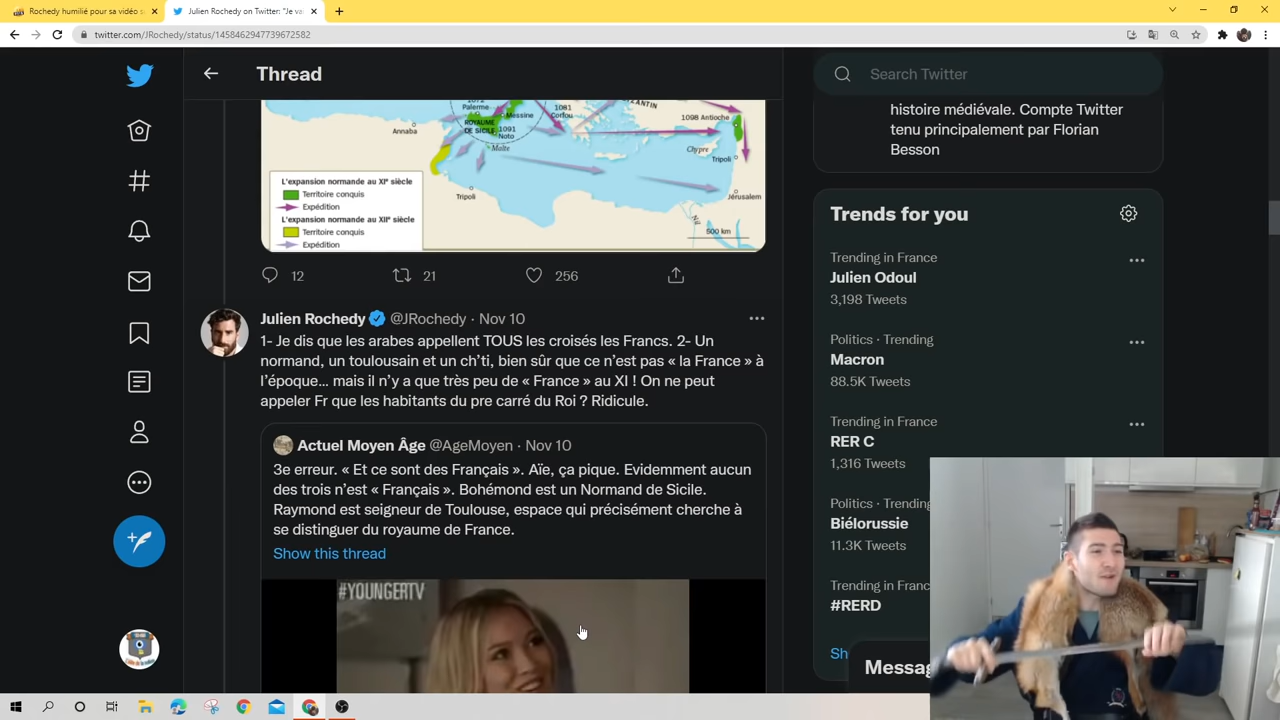 Rochedy humilié pour sa vidéo s
Julien Rochedy on Twitter: "Je va
twitter.com/JRochedy/status/1458462947739672582
Thread
Search Twitter
histoire médiévale. Compte Twitter
tenu principalement par Florian
Besson
Palerme
Messine
ROYAUME
DE SICILE
1091
Noto
Malte
Annaba
Tripoli
1081
Corfou
1098 Antioche
Chypre
Tripoli
Jérusalem
Nil
500 km
L'expansion normande au XIe siècle
Territoire conquis
Expédition
L'expansion normande au XIIe siècle
Territoire conquis
Expédition
12
21
256
Julien Rochedy @JRochedy · Nov 10
1- Je dis que les arabes appellent TOUS les croisés les Francs. 2- Un
normand, un toulousain et un ch'ti, bien sûr que ce n'est pas « la France » à
l'époque... mais il n'y a que très peu de « France » au XI ! On ne peut
appeler Fr que les habitants du pre carré du Roi ? Ridicule.
Actuel Moyen Âge @AgeMoyen · Nov 10
3e erreur. « Et ce sont des Français ». Aïe, ça pique. Evidemment aucun
des trois n'est « Français ». Bohémond est un Normand de Sicile.
Raymond est seigneur de Toulouse, espace qui précisément cherche à
se distinguer du royaume de France.
Show this thread
#YOUNGERTV
Trends for you
Trending in France
Julien Odoul
3,198 Tweets
Politics · Trending
Macron
88.5K Tweets
Trending in France
RER C
1,316 Tweets
Politics · Trending
Biélorussie
11.3K Tweets
Trending in Franc
#RERD
Sh
Messag